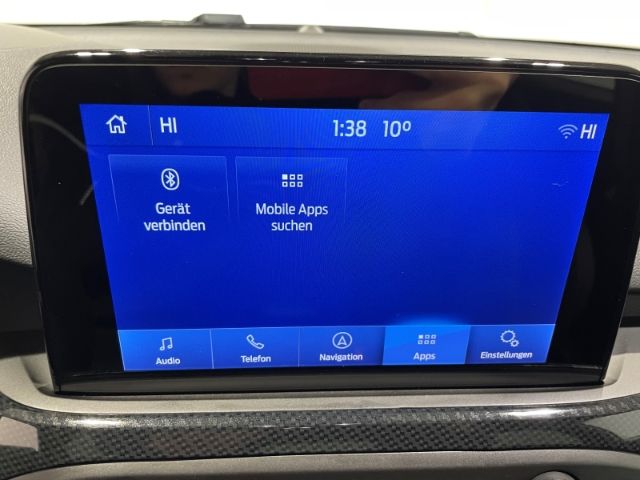 HI 1:38 10° HI
Gerät
verbinden
Mobile Apps
suchen
Audio
Telefon
Navigation
Apps
Einstellungen